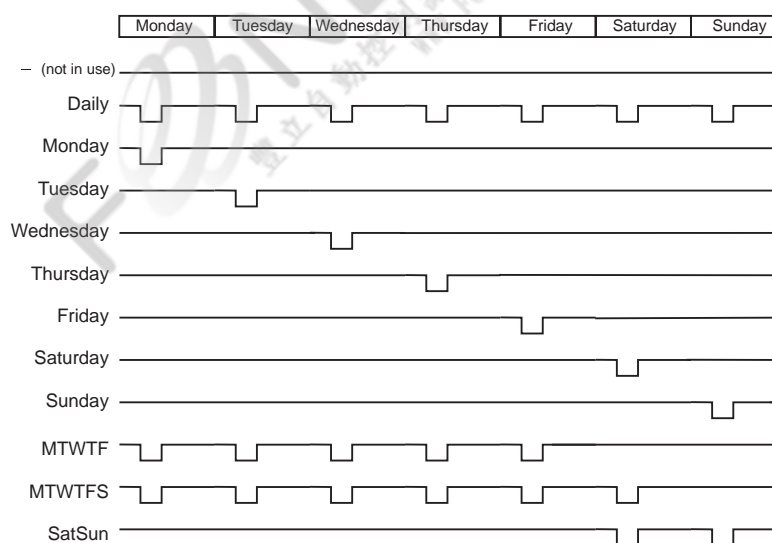 Monday Tuesday Wednesday Thursday Friday Saturday Sunday
– (not in use)
Daily
Monday
Tuesday
Wednesday
Thursday
Friday
Saturday
Sunday
MTWTF
MTWTFS
SatSun